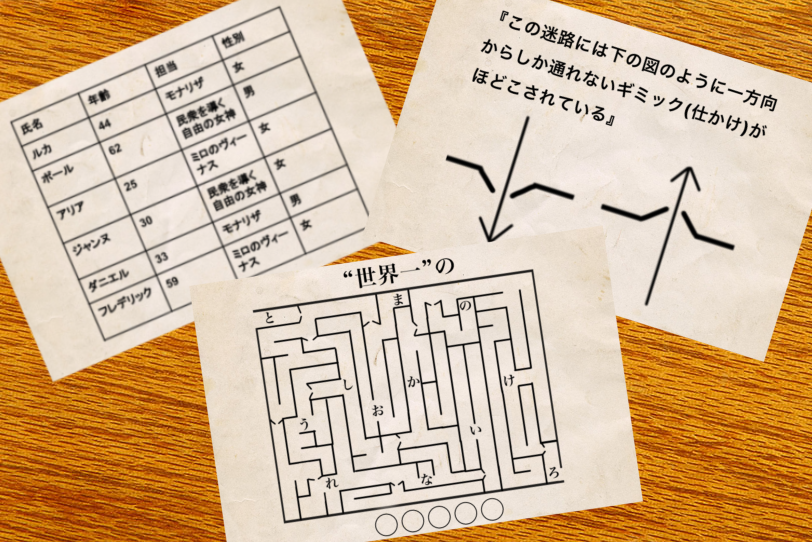 氏名 年齢 担当 性別
ルカ 44 モナリザ 女
ポール 62 民衆を導く
自由の女神 男
アリア 25 ミロのヴィー
ナス 女
ジャンヌ 30 民衆を導く
自由の女神 女
ダニエル 33 モナリザ 男
フレデリック 59 ミロのヴィー
ナス 女
『この迷路には下の図のように一方向
からしか通れないギミック(仕かけ)が
ほどこされている』
“世界一”の
と ま の
し か け
お
う い
れ な ろ